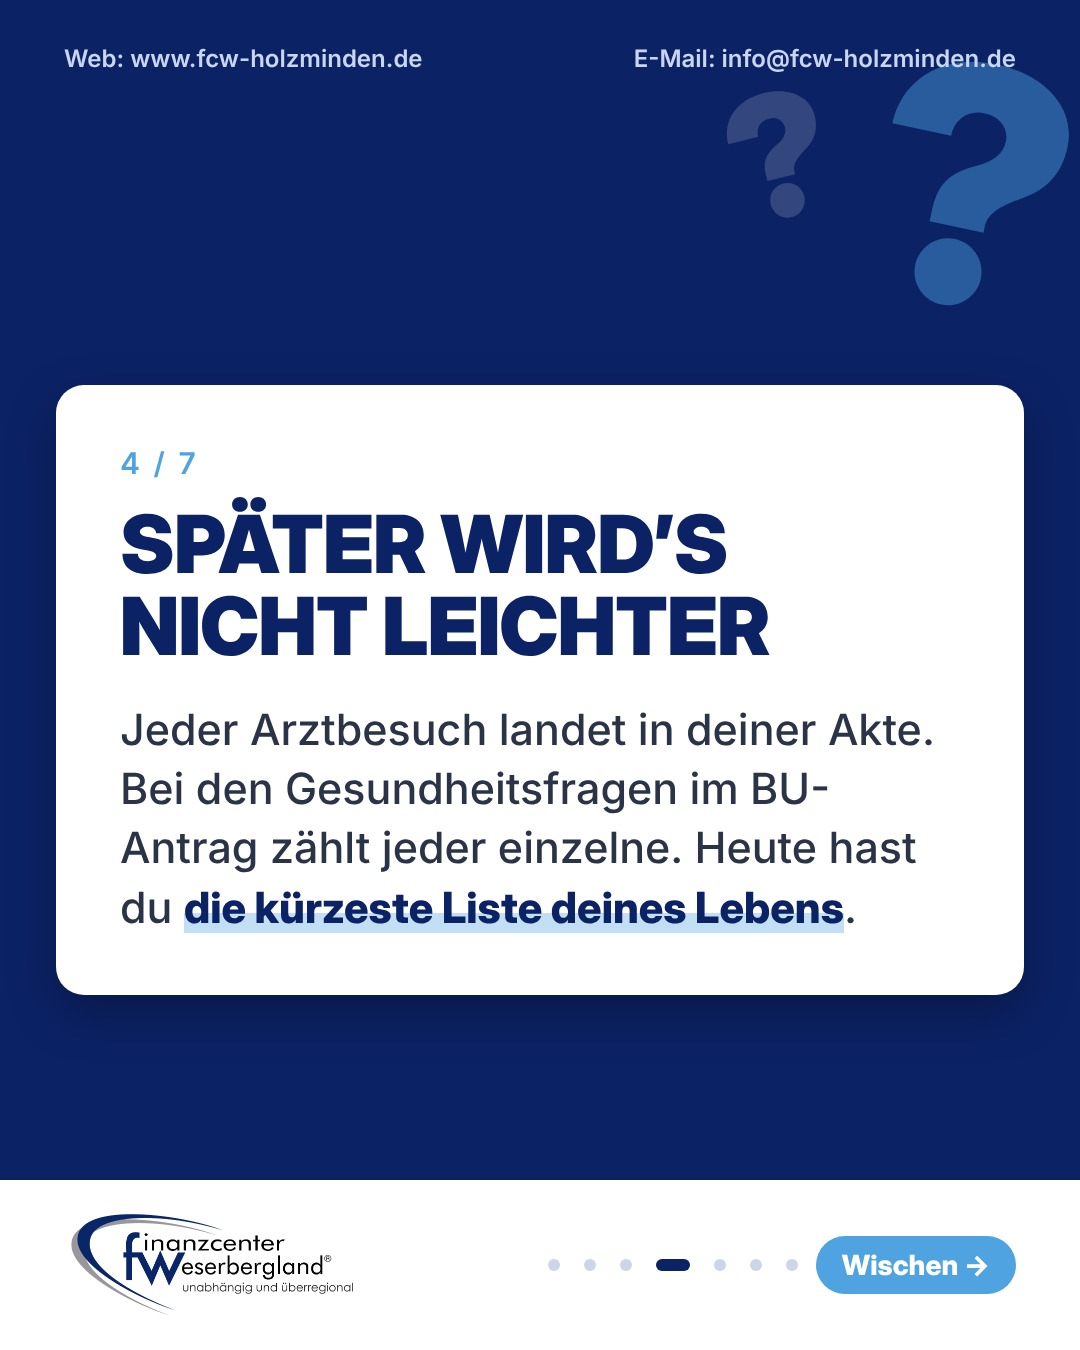 Web: www.fcw-holzminden.de
E-Mail: info@fcw-holzminden.de
? ?
4 / 7
SPÄTER WIRD’S
NICHT LEICHTER
Jeder Arztbesuch landet in deiner Akte.
Bei den Gesundheitsfragen im BU-
Antrag zählt jeder einzelne. Heute hast
du die kürzeste Liste deines Lebens.
finanzcenter
fWeserbergland®
unabhängig und überregional
Wischen →